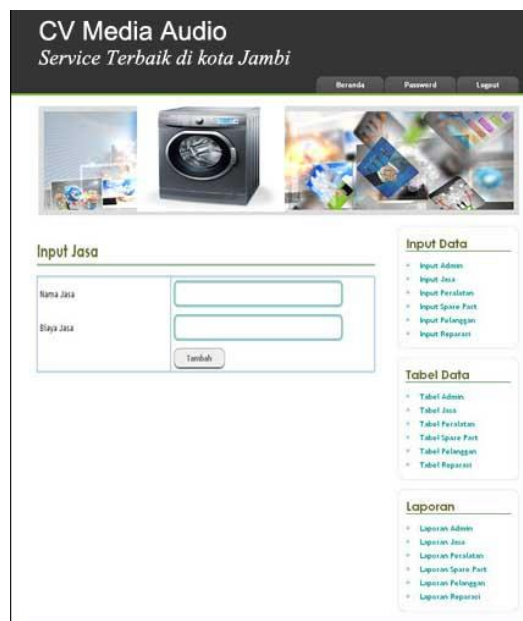 CV Media Audio
Service Terbaik di kota Jambi
Beranda Password Logout
Input Jasa
Nama Jasa
Biaya Jasa
Tambah
Input Data
Input Admin
Input Jasa
Input Peralatan
Input Spare Part
Input Pelanggan
Input Reparasi
Tabel Data
Tabel Admin
Tabel Jasa
Tabel Peralatan
Tabel Spare Part
Tabel Pelanggan
Tabel Reparasi
Laporan
Laporan Admin
Laporan Jasa
Laporan Peralatan
Laporan Spare Part
Laporan Pelanggan
Laporan Reparasi